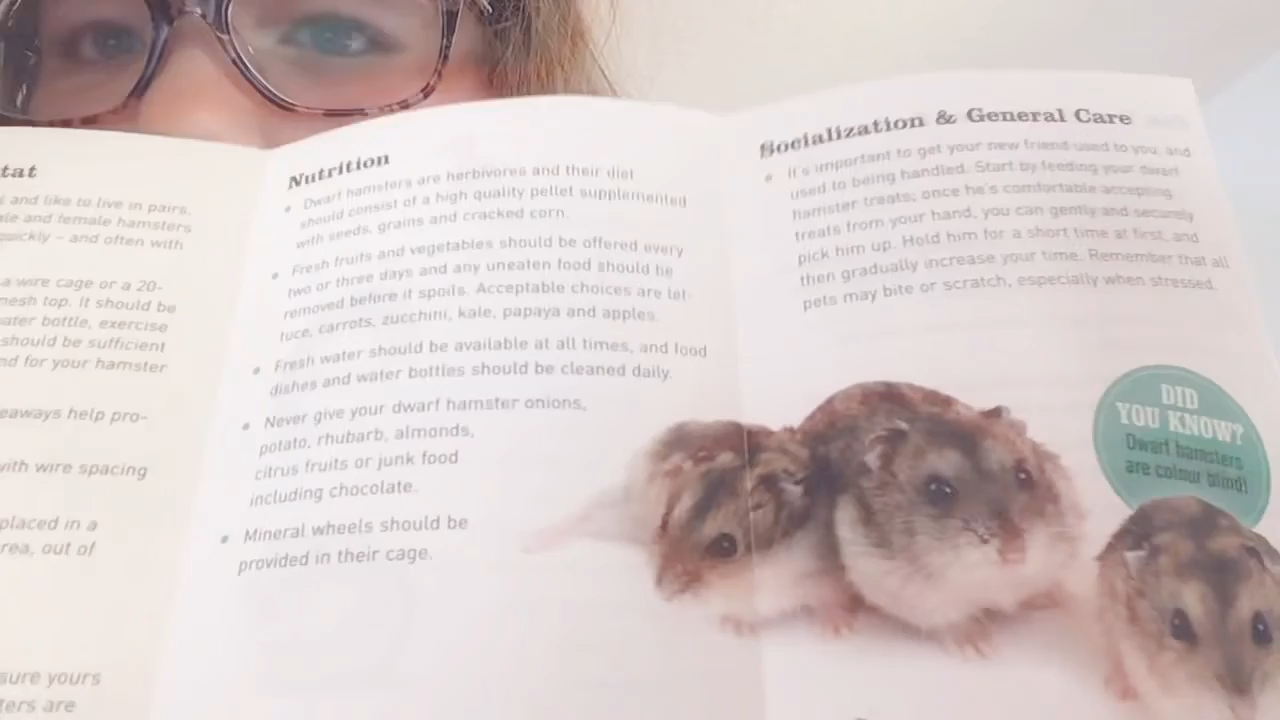 tat
and like to live in pairs.
ale and female hamsters
quickly – and often with
a wire cage or a 20-
mesh top. It should be
ater bottle, exercise
should be sufficient
nd for your hamster
eaways help pro-
with wire spacing
placed in a
rea, out of
sure yours
ters are
Nutrition
• Dwarf hamsters are herbivores and their diet
should consist of a high quality pellet supplemented
with seeds, grains and cracked corn.
• Fresh fruits and vegetables should be offered every
two or three days and any uneaten food should be
removed before it spoils. Acceptable choices are let-
tuce, carrots, zucchini, kale, papaya and apples.
• Fresh water should be available at all times, and food
dishes and water bottles should be cleaned daily.
• Never give your dwarf hamster onions,
potato, rhubarb, almonds,
citrus fruits or junk food
including chocolate.
• Mineral wheels should be
provided in their cage.
Socialization & General Care
• It's important to get your new friend used to you, and
used to being handled. Start by feeding your dwarf
hamster treats; once he's comfortable accepting
treats from your hand, you can gently and securely
pick him up. Hold him for a short time at first, and
then gradually increase your time. Remember that all
pets may bite or scratch, especially when stressed.
DID
YOU KNOW?
Dwarf hamsters
are colour blind!